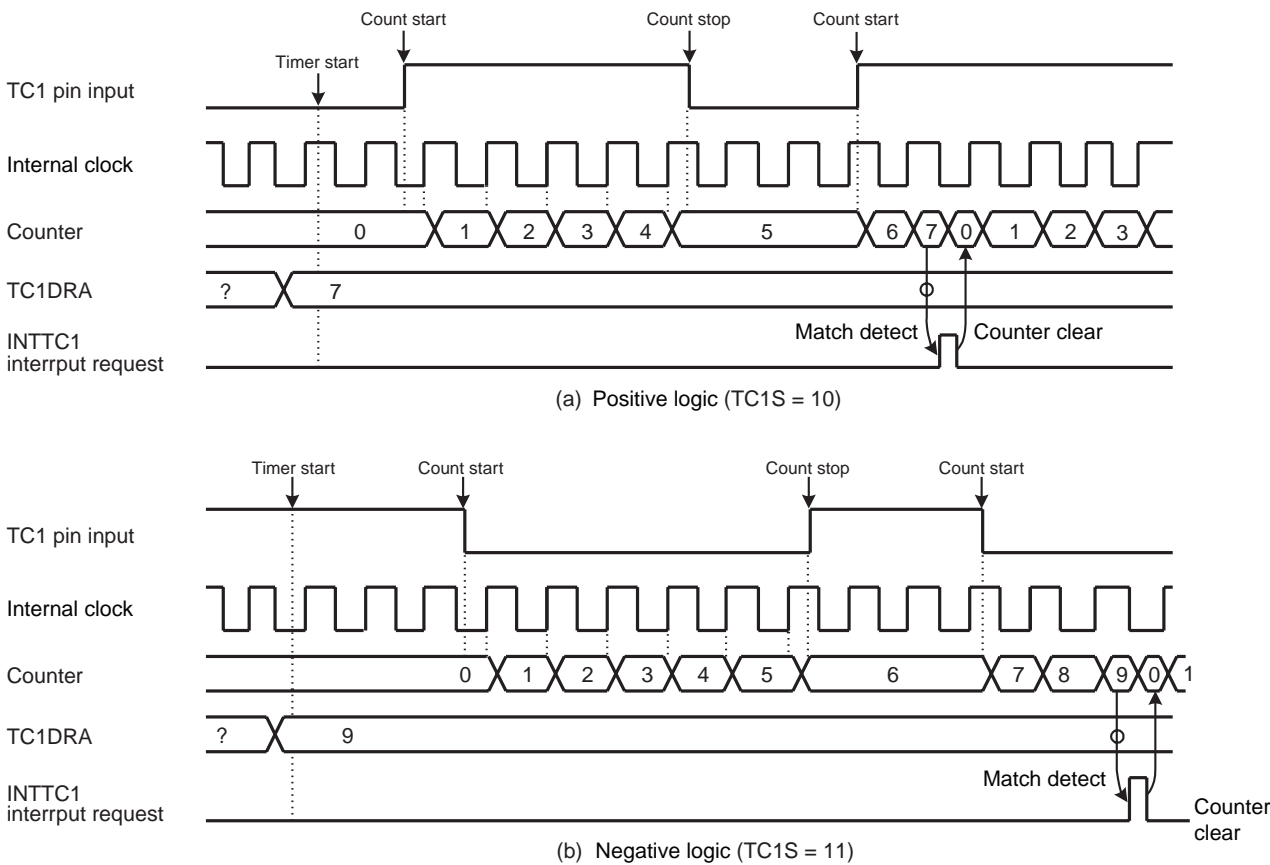 Count start Count stop Count start
Timer start
TC1 pin input
Internal clock
Counter 0 1 2 3 4 5 6 7 0 1 2 3
TC1DRA ? 7
INTTC1
interrput request
Match detect Counter clear
(a) Positive logic (TC1S = 10)
Timer start Count start Count stop Count start
TC1 pin input
Internal clock
Counter 0 1 2 3 4 5 6 7 8 9 0 1
TC1DRA ? 9
INTTC1
interrput request
Match detect
Counter
clear
(b) Negative logic (TC1S = 11)